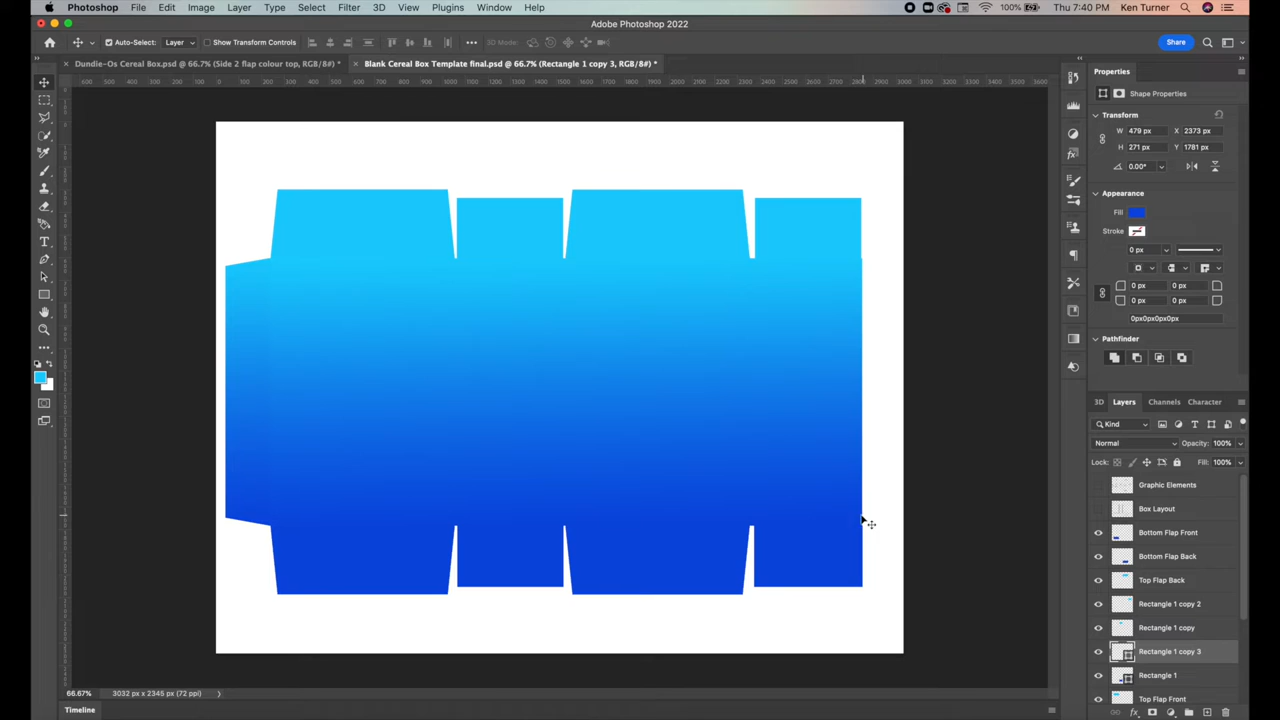 Photoshop File Edit Image Layer Type Select Filter 3D View Plugins Window Help 100% Thu 7:40 PM Ken Turner
Adobe Photoshop 2022
Auto-Select: Layer Show Transform Controls 3D Mode: Share
Dundie-Os Cereal Box.psd @ 66.7% (Side 2 flap colour top, RGB/8#) *
Blank Cereal Box Template final.psd @ 66.7% (Rectangle 1 copy 3, RGB/8#) *
Properties
Shape Properties
Transform
W 479 px X 2373 px
H 271 px Y 1781 px
0.00°
Appearance
Fill
Stroke
0 px
0 px 0 px
0 px 0 px
0px0px0px0px
Pathfinder
3D Layers Channels Character
Kind
Normal Opacity: 100%
Lock: Fill: 100%
Graphic Elements
Box Layout
Bottom Flap Front
Bottom Flap Back
Top Flap Back
Rectangle 1 copy 2
Rectangle 1 copy
Rectangle 1 copy 3
Rectangle 1
Top Flap Front
66.67% 3032 px x 2345 px (72 ppi)
Timeline